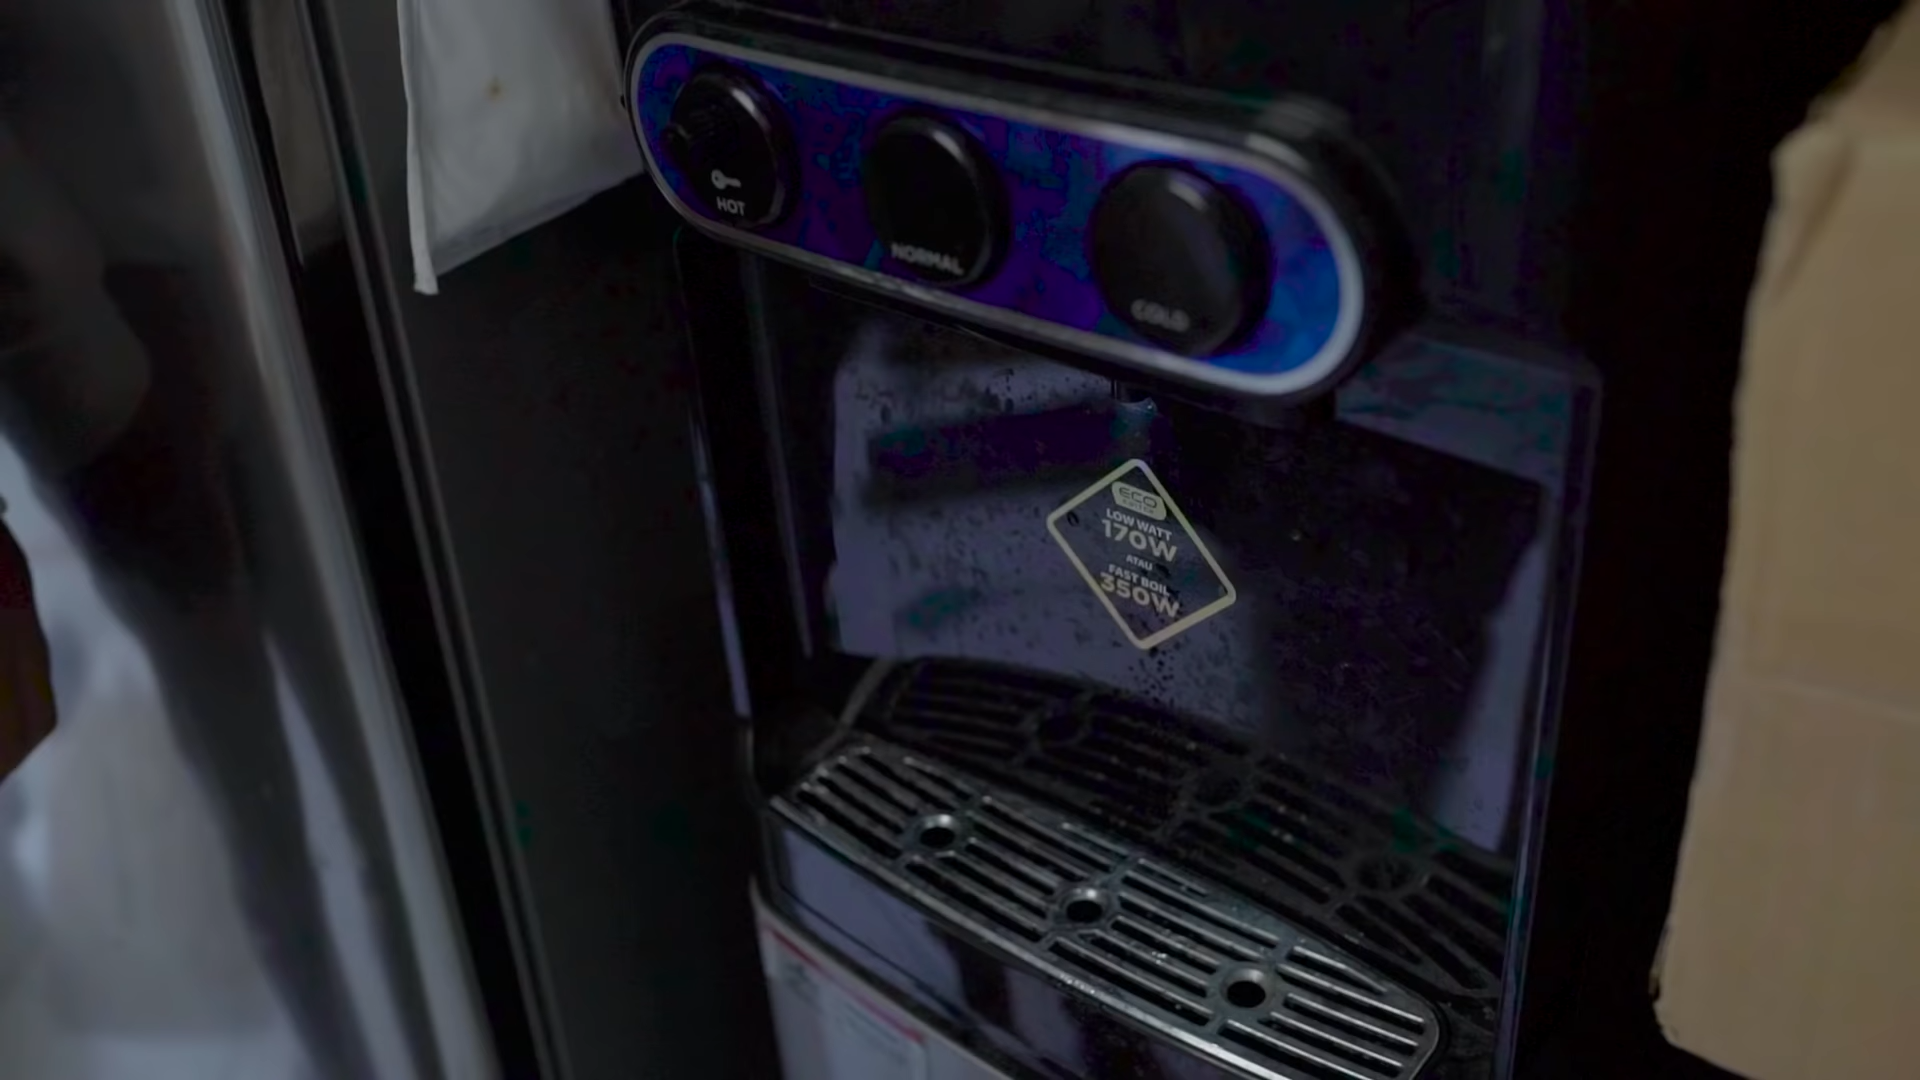 HOT
NORMAL
COLD
ECO
LOW WATT
170W
ATAU
FAST BOIL
350W